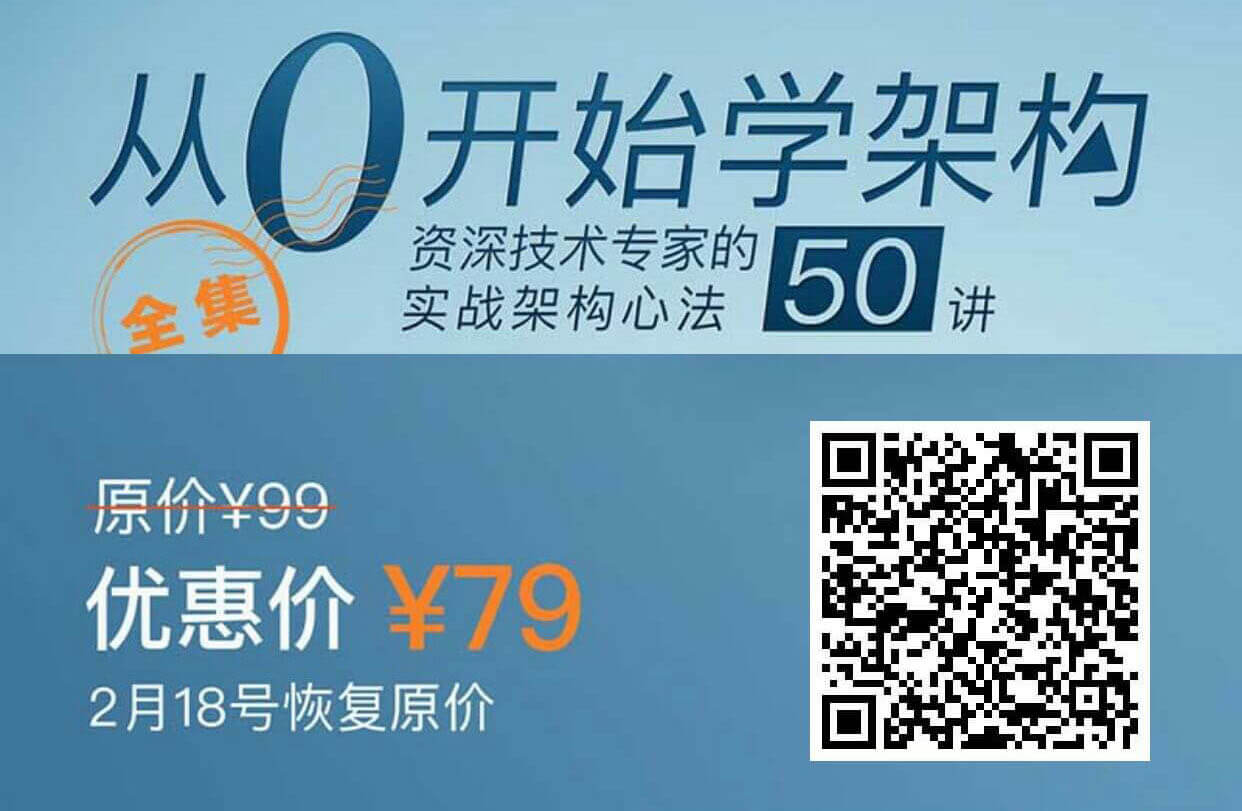 从0开始学架构
资深技术专家的
实战架构心法
50讲
全集
原价¥99
优惠价 ¥79
2月18号恢复原价